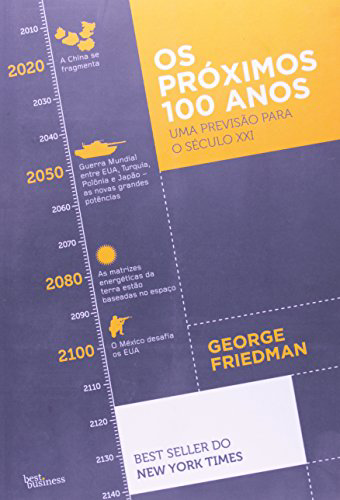 OS
PRÓXIMOS
100 ANOS
UMA PREVISÃO PARA
O SÉCULO XXI
2010
A China se
fragmenta
2020
2030
2040
Guerra Mundial
entre EUA, Turquia,
Polônia e Japão –
as novas grandes
potências
2050
2060
2070
2080
As matrizes
energéticas da
terra estão
baseadas no espaço
2090
O México desafia
os EUA
2100
2110
2120
2130
2140
GEORGE
FRIEDMAN
BEST SELLER DO
NEW YORK TIMES
best.
business